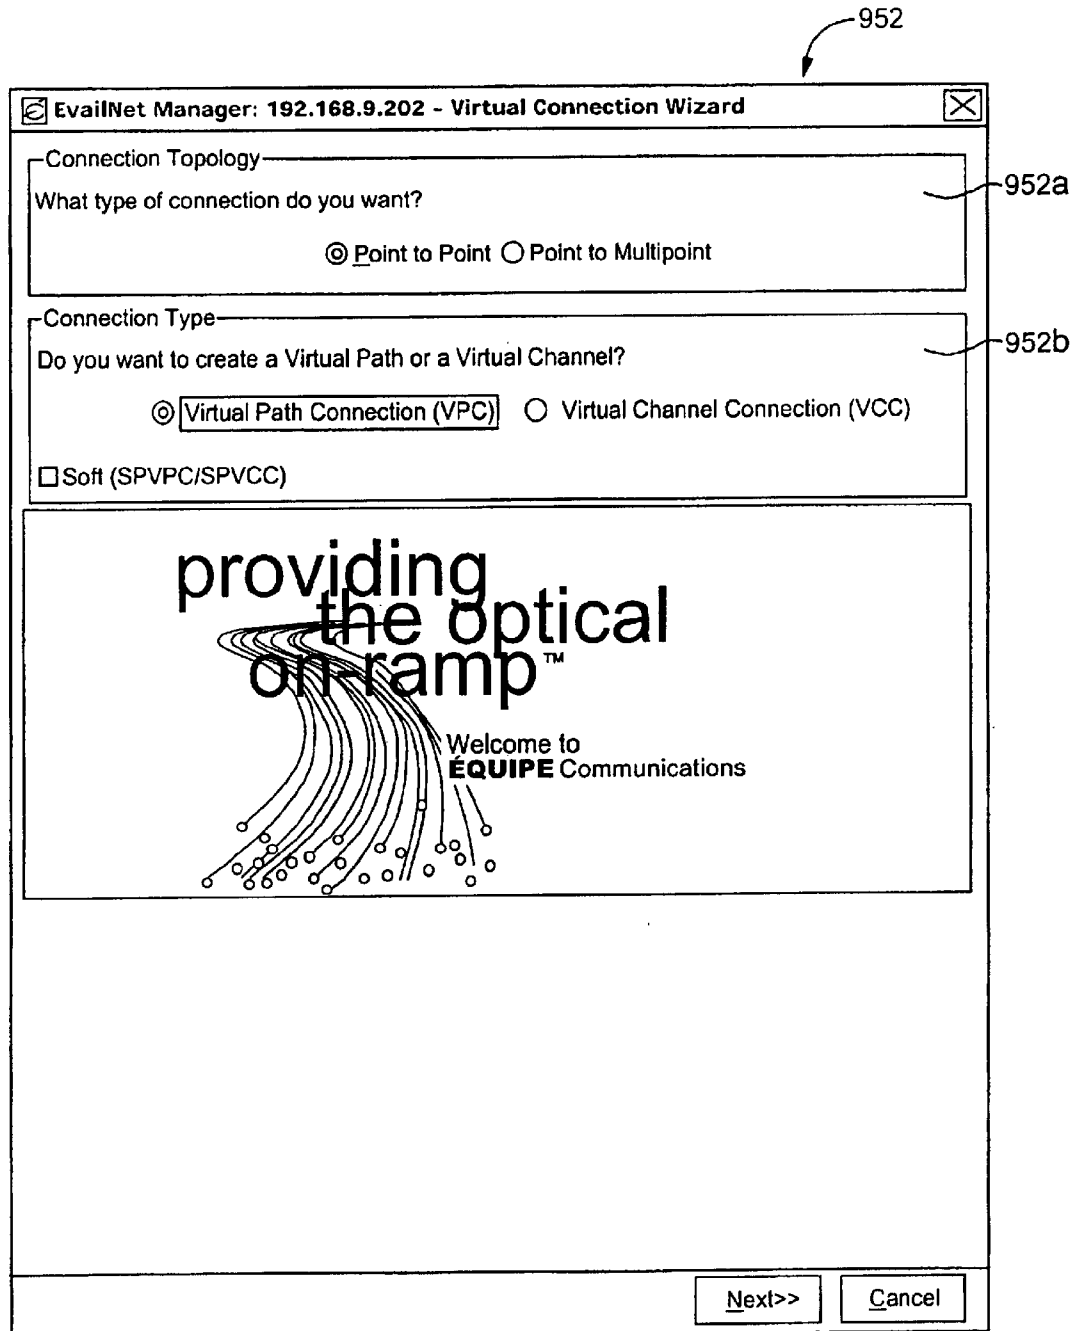 952
EvailNet Manager: 192.168.9.202 - Virtual Connection Wizard
Connection Topology
952a
What type of connection do you want?
Point to Point Point to Multipoint
Connection Type
952b
Do you want to create a Virtual Path or a Virtual Channel?
Virtual Path Connection (VPC) Virtual Channel Connection (VCC)
Soft (SPVPC/SPVCC)
providing
the optical
on-ramp™
Welcome to
ÉQUIPE Communications
Next>> Cancel